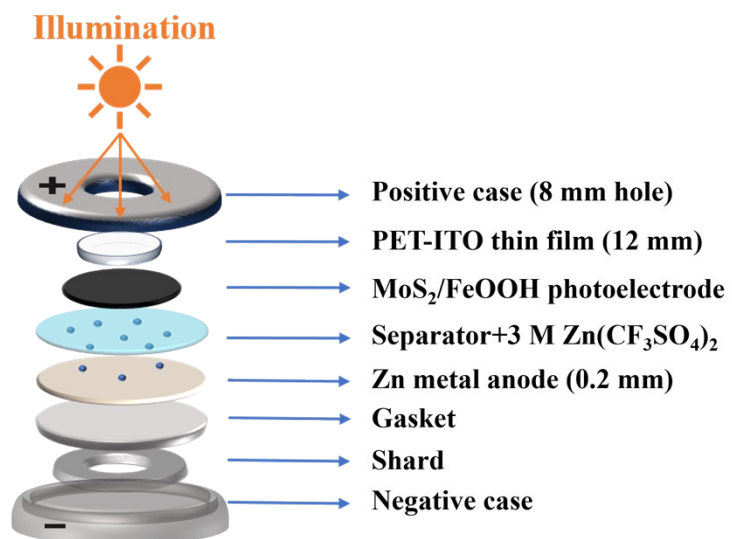 Illumination
+
Positive case (8 mm hole)
PET-ITO thin film (12 mm)
MoS₂/FeOOH photoelectrode
Separator+3 M Zn(CF₃SO₄)₂
Zn metal anode (0.2 mm)
Gasket
Shard
Negative case
−